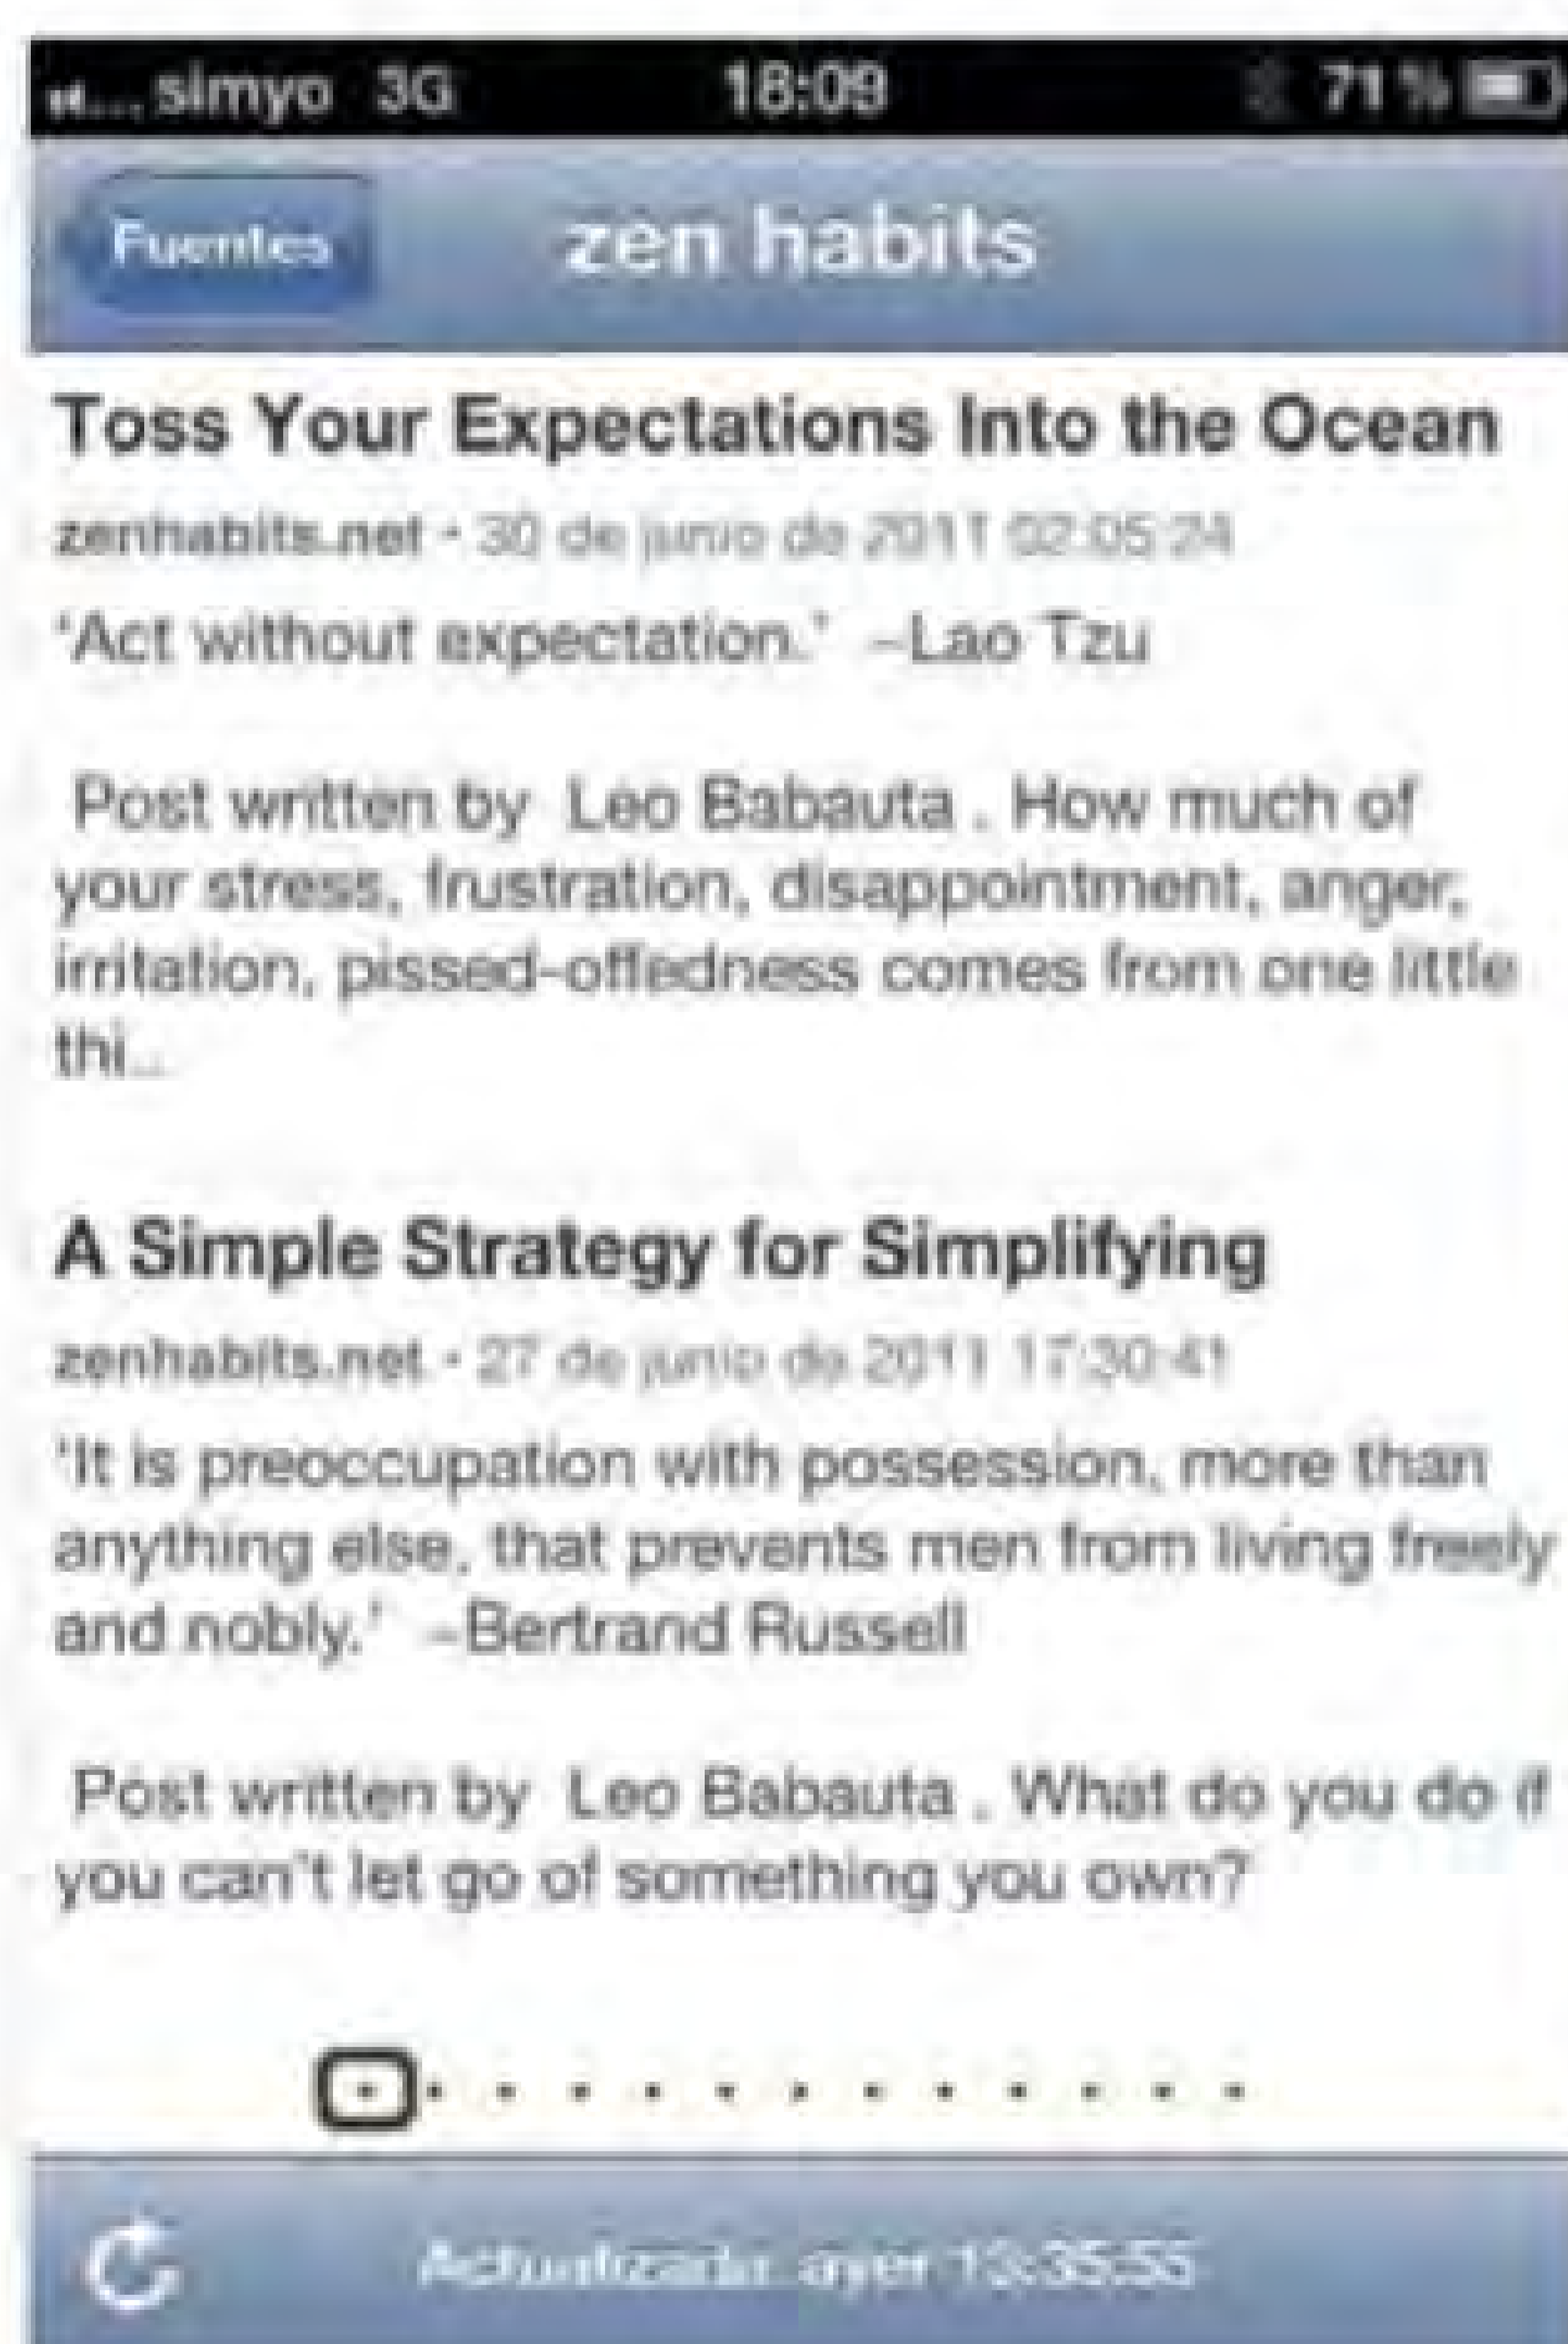 simyo 3G 18:09 71 %
Fuentes zen habits
Toss Your Expectations Into the Ocean
zenhabits.net • 30 de junio de 2011 02:05:24
'Act without expectation.' –Lao Tzu
Post written by Leo Babauta . How much of
your stress, frustration, disappointment, anger,
irritation, pissed-offedness comes from one little
thi...
A Simple Strategy for Simplifying
zenhabits.net • 27 de junio de 2011 17:30:41
'It is preoccupation with possession, more than
anything else, that prevents men from living freely
and nobly.' –Bertrand Russell
Post written by Leo Babauta . What do you do if
you can't let go of something you own?
Actualizado ayer 13:35:55